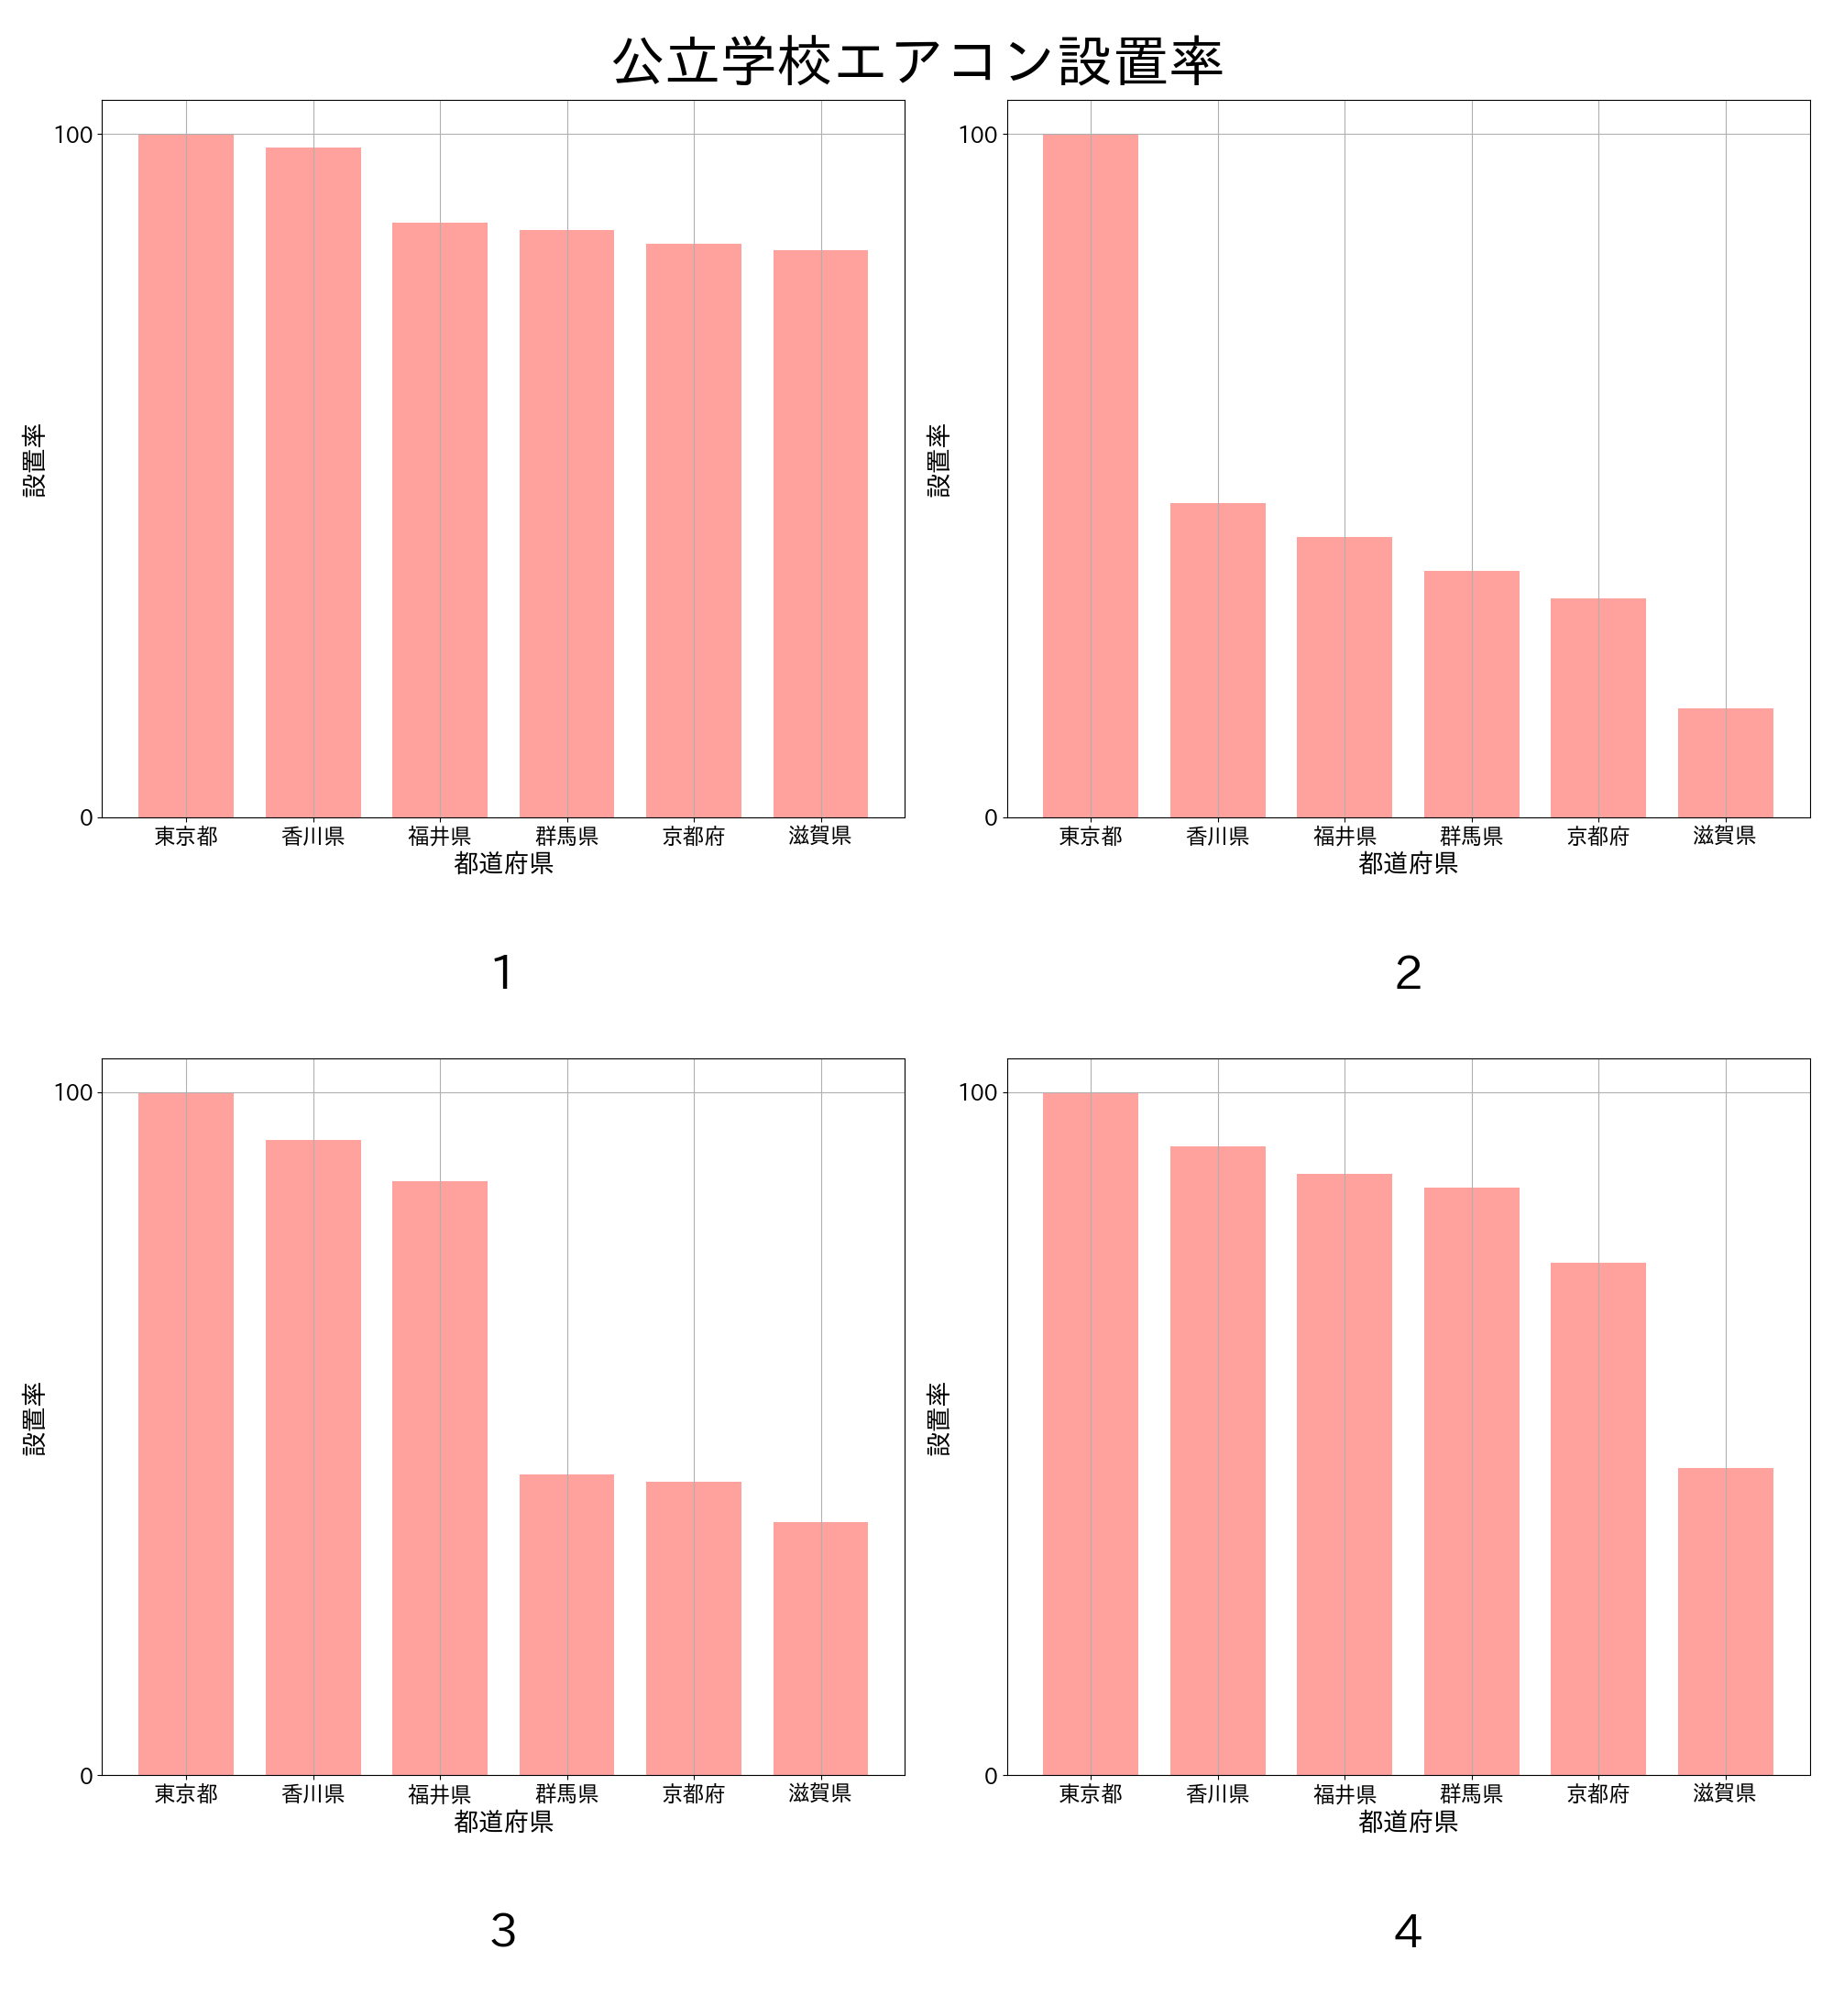 公立学校エアコン設置率
100
0
設置率
東京都 香川県 福井県 群馬県 京都府 滋賀県
都道府県
1
100
0
設置率
東京都 香川県 福井県 群馬県 京都府 滋賀県
都道府県
2
100
0
設置率
東京都 香川県 福井県 群馬県 京都府 滋賀県
都道府県
3
100
0
設置率
東京都 香川県 福井県 群馬県 京都府 滋賀県
都道府県
4